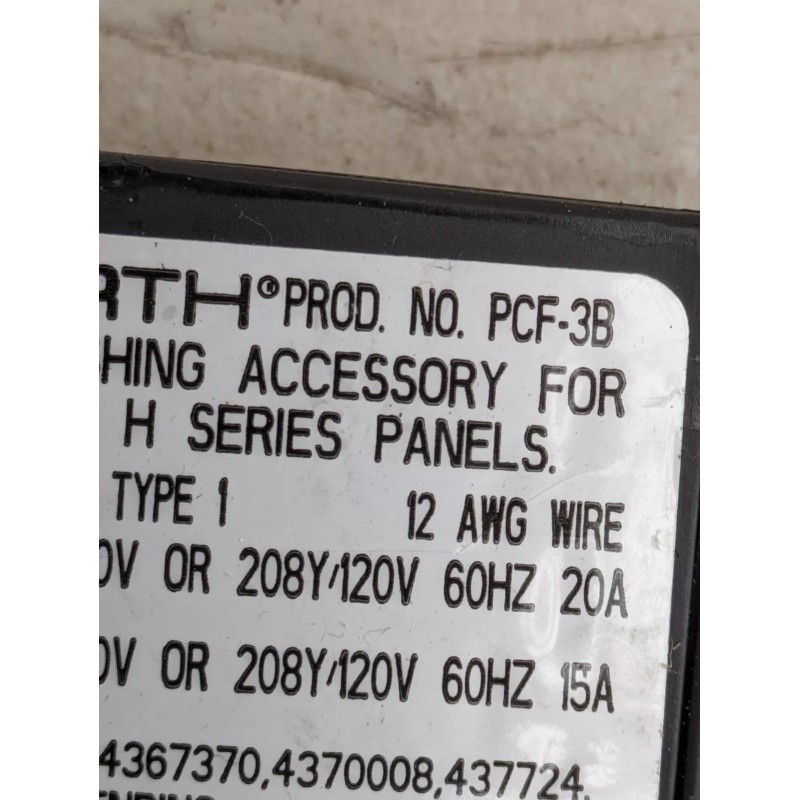 RTH® PROD. NO. PCF-3B
HING ACCESSORY FOR
H SERIES PANELS.
TYPE 1 12 AWG WIRE
0V OR 208Y/120V 60HZ 20A
0V OR 208Y/120V 60HZ 15A
4367370,4370008,437724